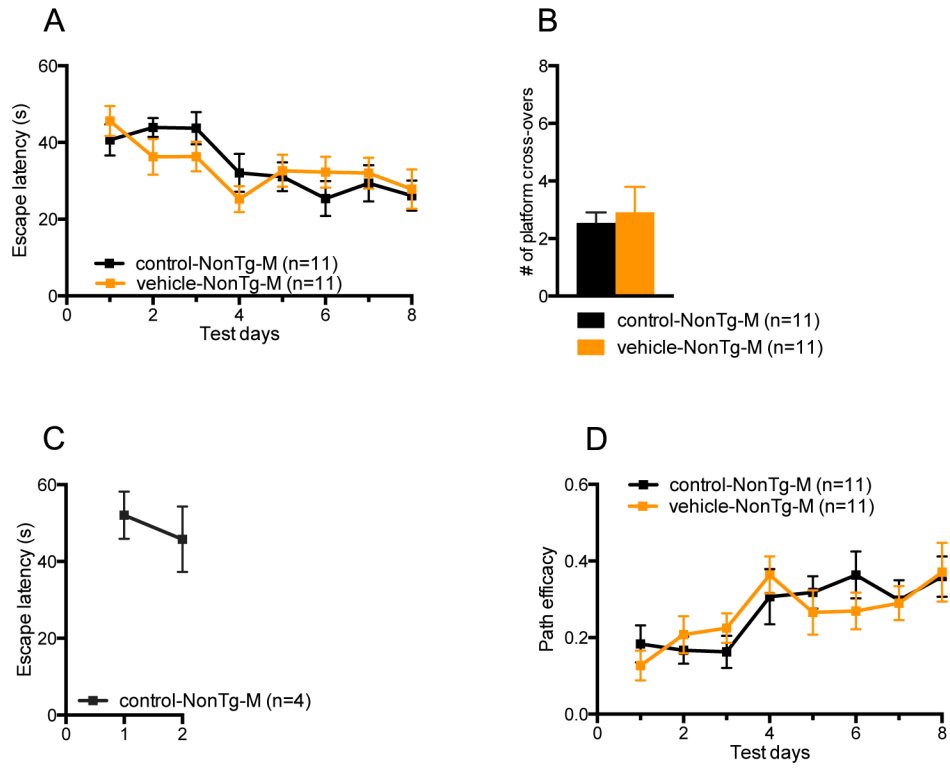 A
60
40
20
0
Escape latency (s)
control-NonTg-M (n=11)
vehicle-NonTg-M (n=11)
0 2 4 6 8
Test days
B
8
6
4
2
0
# of platform cross-overs
control-NonTg-M (n=11)
vehicle-NonTg-M (n=11)
C
60
40
20
0
Escape latency (s)
control-NonTg-M (n=4)
0 1 2
D
0.6
0.4
0.2
0.0
Path efficacy
control-NonTg-M (n=11)
vehicle-NonTg-M (n=11)
0 2 4 6 8
Test days